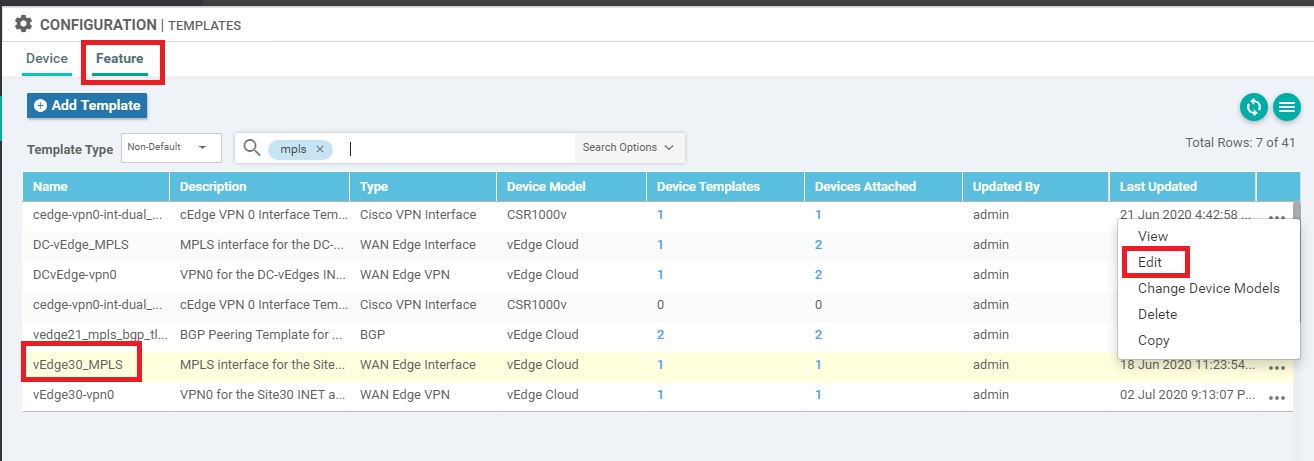 CONFIGURATION | TEMPLATES
Device Feature
Add Template
Template Type Non-Default mpls × Search Options Total Rows: 7 of 41
Name Description Type Device Model Device Templates Devices Attached Updated By Last Updated
cedge-vpn0-int-dual_... cEdge VPN 0 Interface Tem... Cisco VPN Interface CSR1000v 1 1 admin 21 Jun 2020 4:42:58 ... ...
DC-vEdge_MPLS MPLS interface for the DC-... WAN Edge Interface vEdge Cloud 1 2 admin
DCvEdge-vpn0 VPN0 for the DC-vEdges IN... WAN Edge VPN vEdge Cloud 1 2 admin
cedge-vpn0-int-dual_... cEdge VPN 0 Interface Tem... Cisco VPN Interface CSR1000v 0 0 admin
vedge21_mpls_bgp_tl... BGP Peering Template for ... BGP vEdge Cloud 2 2 admin
vEdge30_MPLS MPLS interface for the Site... WAN Edge Interface vEdge Cloud 1 1 admin 18 Jun 2020 11:23:54... ...
vEdge30-vpn0 VPN0 for the Site30 INET a... WAN Edge VPN vEdge Cloud 1 1 admin 02 Jul 2020 9:13:07 P... ...
View
Edit
Change Device Models
Delete
Copy